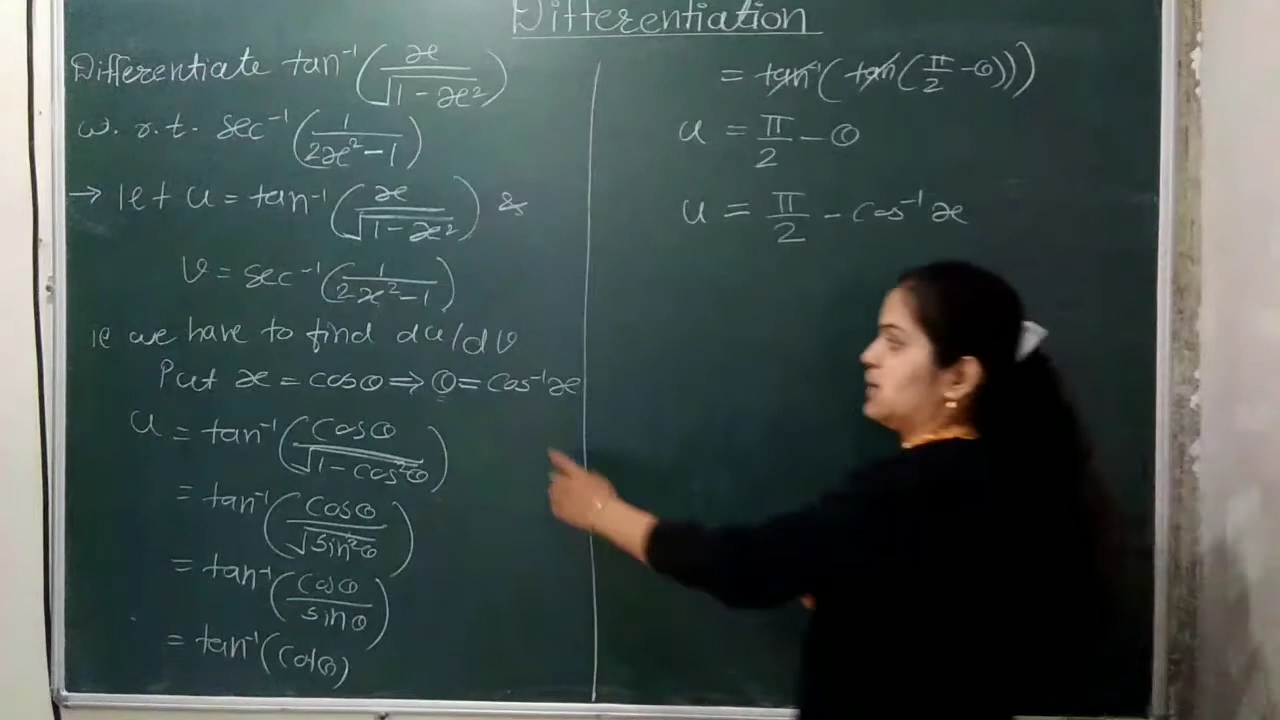 Differentiation
Differentiate tan⁻¹(x/√(1-x²))
w.r.t. sec⁻¹(1/(2x²-1))
→ let u = tan⁻¹(x/√(1-x²)) &
v = sec⁻¹(1/(2x²-1))
ie we have to find du/dv
Put x = cosθ ⇒ θ = cos⁻¹x
u = tan⁻¹(cosθ/√(1-cos²θ))
= tan⁻¹(cosθ/√(sin²θ))
= tan⁻¹(cosθ/sinθ)
= tan⁻¹(cotθ)
= tan⁻¹(tan(π/2-θ)))
u = π/2 - θ
u = π/2 - cos⁻¹x